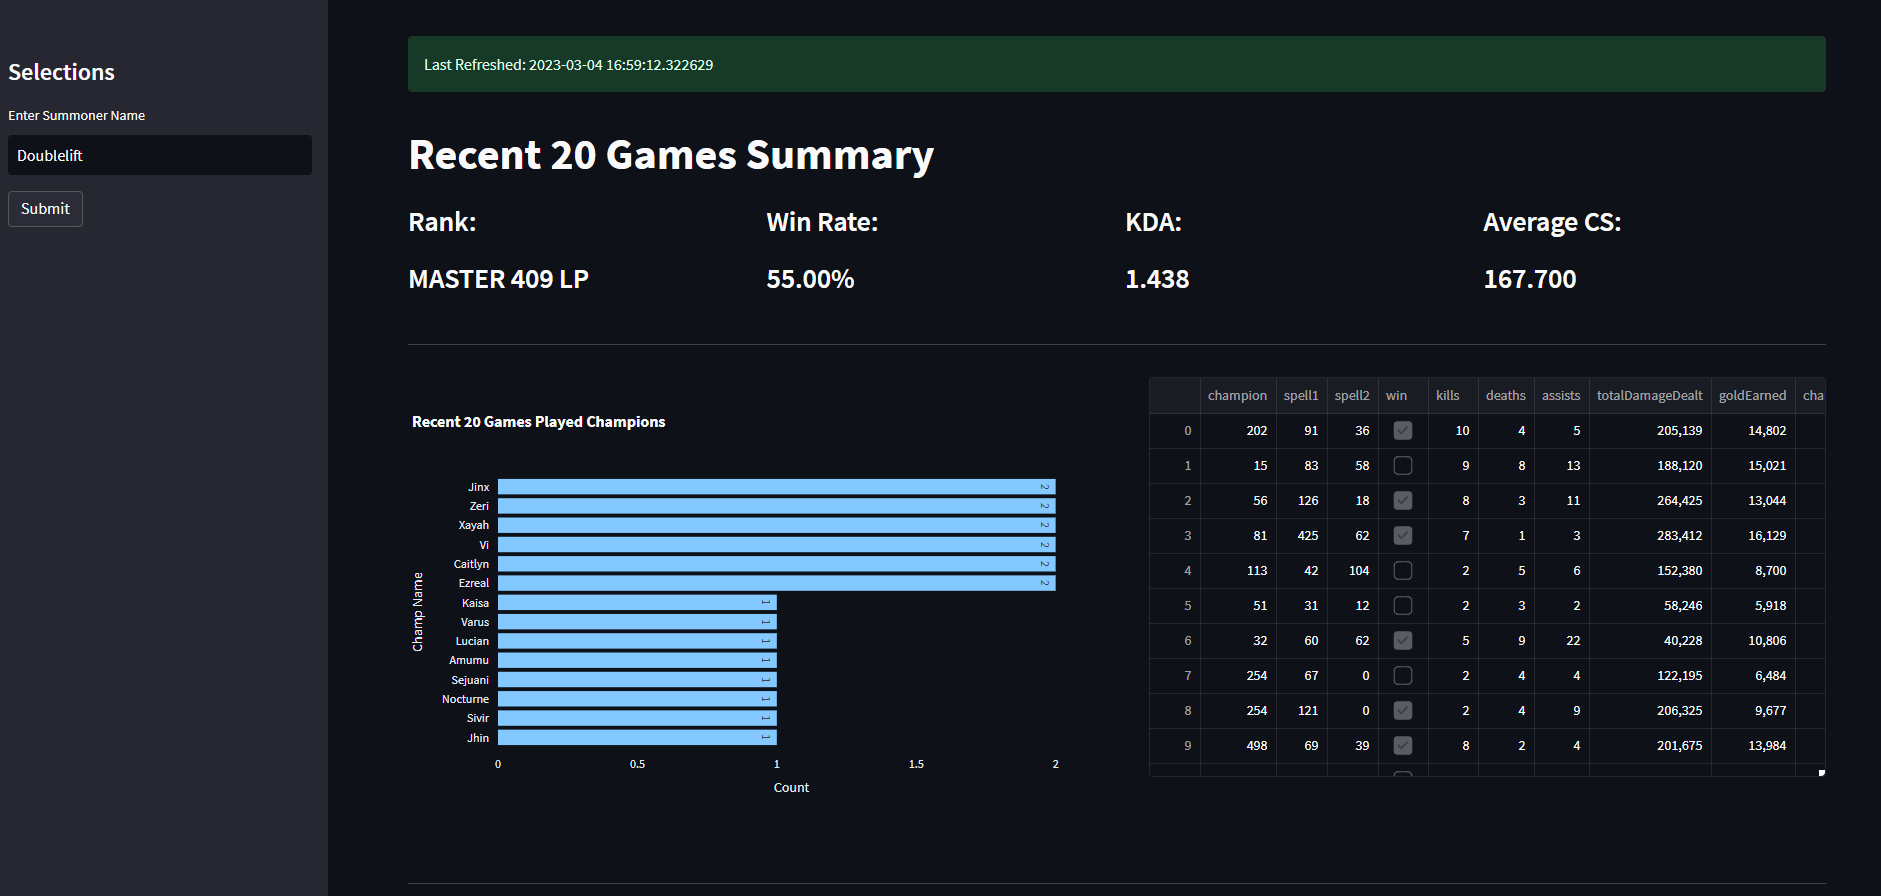 Selections
Enter Summoner Name
Doublelift
Submit
Last Refreshed: 2023-03-04 16:59:12.322629
Recent 20 Games Summary
Rank: Win Rate: KDA: Average CS:
MASTER 409 LP 55.00% 1.438 167.700
Recent 20 Games Played Champions
Champ Name
Jinx 2
Zeri 2
Xayah 2
Vi 2
Caitlyn 2
Ezreal 2
Kaisa 1
Varus 1
Lucian 1
Amumu 1
Sejuani 1
Nocturne 1
Sivir 1
Jhin 1
0 0.5 1 1.5 2
Count
champion spell1 spell2 win kills deaths assists totalDamageDealt goldEarned cha
0 202 91 36 10 4 5 205,139 14,802
1 15 83 58 9 8 13 188,120 15,021
2 56 126 18 8 3 11 264,425 13,044
3 81 425 62 7 1 3 283,412 16,129
4 113 42 104 2 5 6 152,380 8,700
5 51 31 12 2 3 2 58,246 5,918
6 32 60 62 5 9 22 40,228 10,806
7 254 67 0 2 4 4 122,195 6,484
8 254 121 0 2 4 9 206,325 9,677
9 498 69 39 8 2 4 201,675 13,984